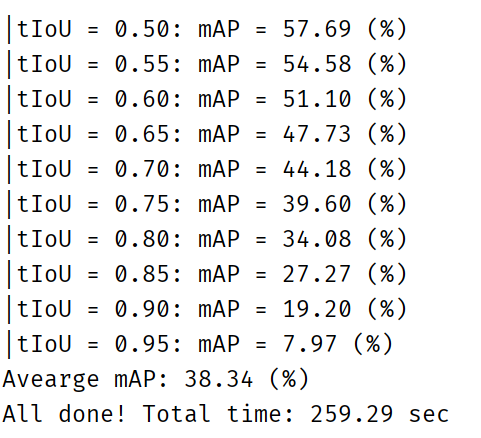 |tIoU = 0.50: mAP = 57.69 (%)
|tIoU = 0.55: mAP = 54.58 (%)
|tIoU = 0.60: mAP = 51.10 (%)
|tIoU = 0.65: mAP = 47.73 (%)
|tIoU = 0.70: mAP = 44.18 (%)
|tIoU = 0.75: mAP = 39.60 (%)
|tIoU = 0.80: mAP = 34.08 (%)
|tIoU = 0.85: mAP = 27.27 (%)
|tIoU = 0.90: mAP = 19.20 (%)
|tIoU = 0.95: mAP = 7.97 (%)
Avearge mAP: 38.34 (%)
All done! Total time: 259.29 sec